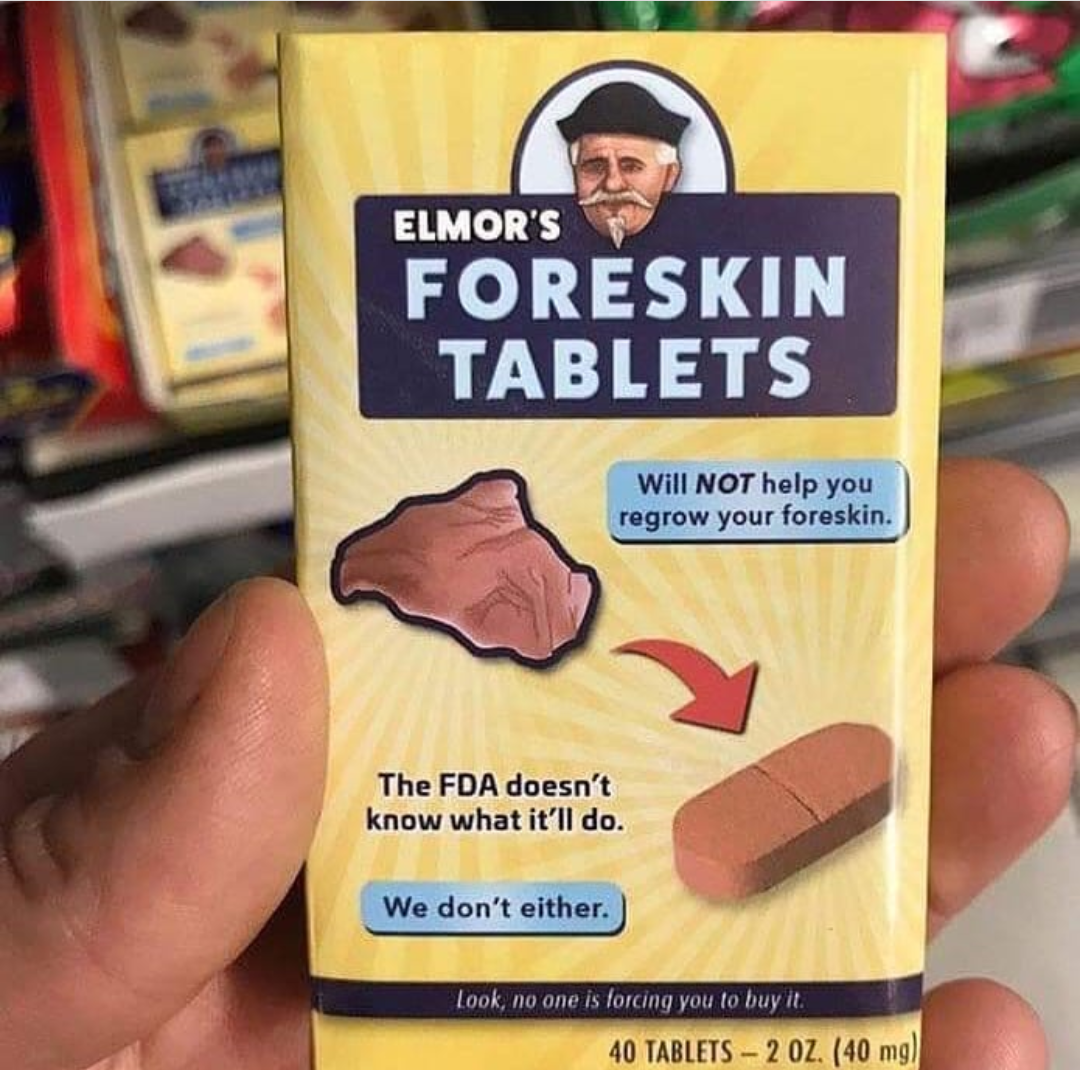 ELMOR'S
FORESKIN
TABLETS
Will NOT help you
regrow your foreskin.
The FDA doesn't
know what it'll do.
We don't either.
Look, no one is forcing you to buy it.
40 TABLETS – 2 OZ. (40 mg)